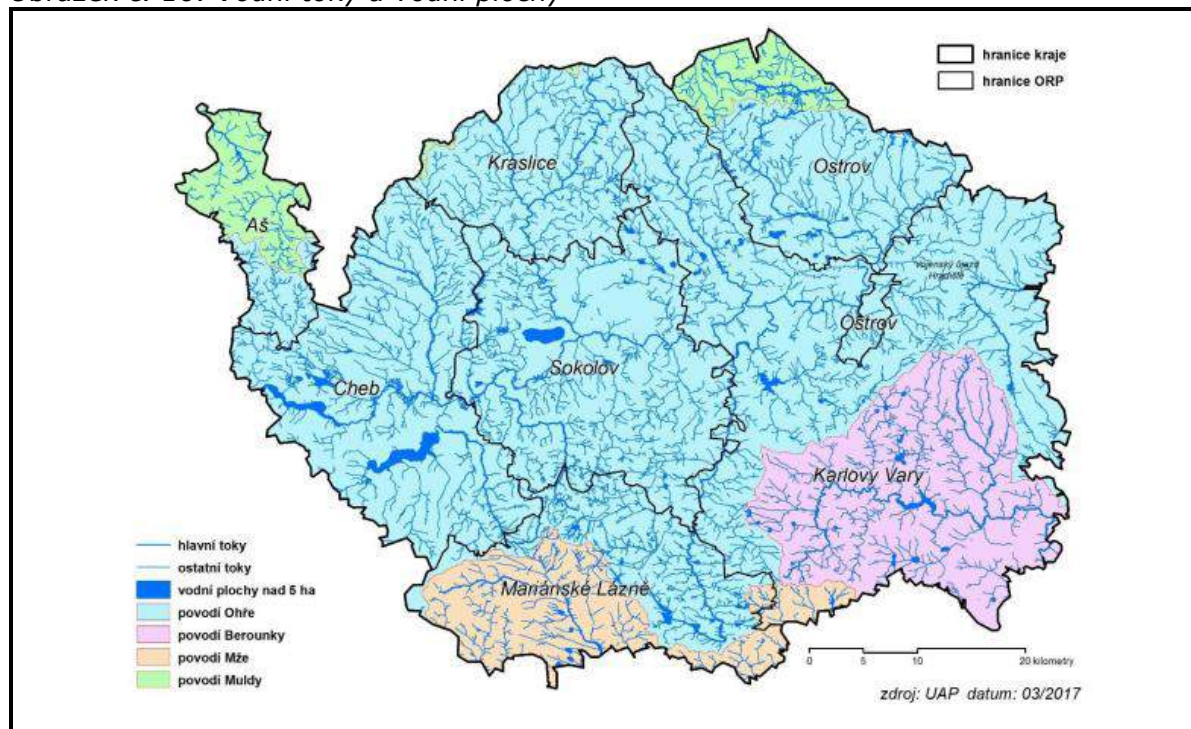 hranice kraje
hranice ORP
Kraslice
Ostrov
Aš
Vojenský újezd
Hradiště
Ostrov
Sokolov
Cheb
Karlovy Vary
Mariánské Lázně
hlavní toky
ostatní toky
vodní plochy nad 5 ha
povodí Ohře
povodí Berounky
povodí Mže
povodí Muldy
0 5 10 20 kilometry
zdroj: UAP datum: 03/2017